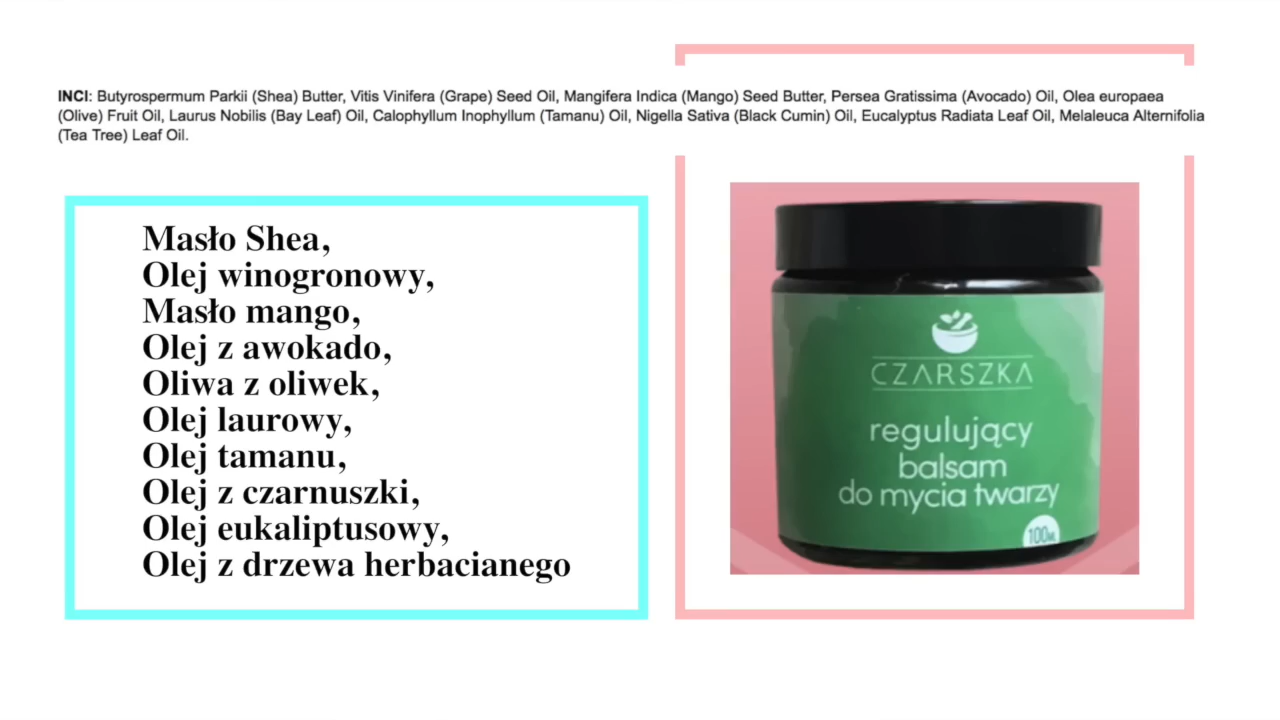 INCI: Butyrospermum Parkii (Shea) Butter, Vitis Vinifera (Grape) Seed Oil, Mangifera Indica (Mango) Seed Butter, Persea Gratissima (Avocado) Oil, Olea europaea
(Olive) Fruit Oil, Laurus Nobilis (Bay Leaf) Oil, Calophyllum Inophyllum (Tamanu) Oil, Nigella Sativa (Black Cumin) Oil, Eucalyptus Radiata Leaf Oil, Melaleuca Alternifolia
(Tea Tree) Leaf Oil.
Masło Shea,
Olej winogronowy,
Masło mango,
Olej z awokado,
Oliwa z oliwek,
Olej laurowy,
Olej tamanu,
Olej z czarnuszki,
Olej eukaliptusowy,
Olej z drzewa herbacianego
CZARSZKA
regulujący
balsam
do mycia twarzy
100ML